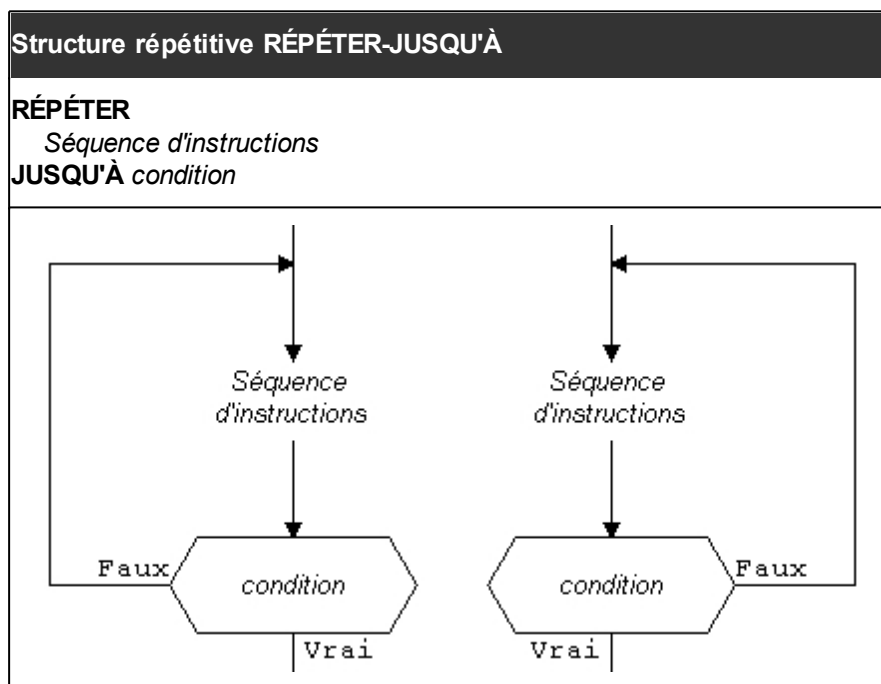 Structure répétitive RÉPÉTER-JUSQU'À
RÉPÉTER
Séquence d'instructions
JUSQU'À condition
Séquence
d'instructions
Séquence
d'instructions
Faux
condition
condition
Faux
Vrai
Vrai